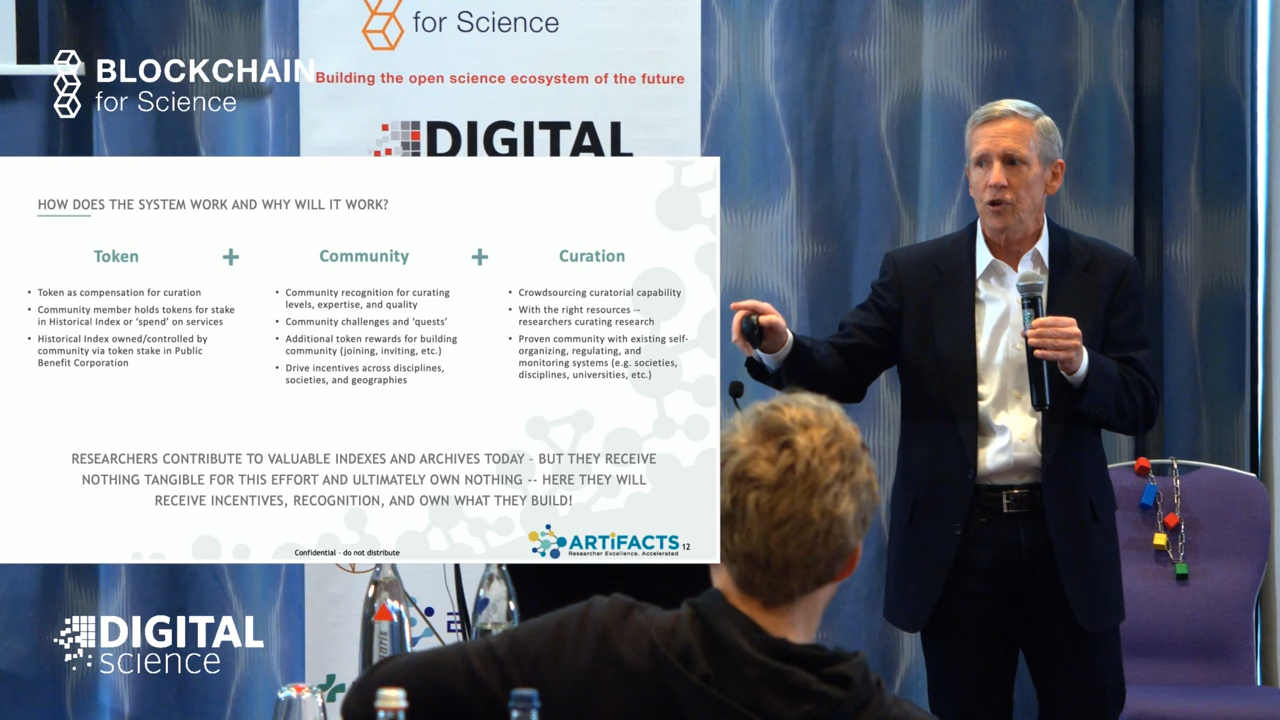 for Science
BLOCKCHAIN
for Science
Building the open science ecosystem of the future
DIGITAL
HOW DOES THE SYSTEM WORK AND WHY WILL IT WORK?
Token + Community + Curation
• Token as compensation for curation
• Community member holds tokens for stake
in Historical Index or ‘spend’ on services
• Historical Index owned/controlled by
community via token stake in Public
Benefit Corporation
• Community recognition for curating
levels, expertise, and quality
• Community challenges and ‘quests’
• Additional token rewards for building
community (joining, inviting, etc.)
• Drive incentives across disciplines,
societies, and geographies
• Crowdsourcing curatorial capability
• With the right resources --
researchers curating research
• Proven community with existing self-
organizing, regulating, and
monitoring systems (e.g. societies,
disciplines, universities, etc.)
RESEARCHERS CONTRIBUTE TO VALUABLE INDEXES AND ARCHIVES TODAY - BUT THEY RECEIVE
NOTHING TANGIBLE FOR THIS EFFORT AND ULTIMATELY OWN NOTHING -- HERE THEY WILL
RECEIVE INCENTIVES, RECOGNITION, AND OWN WHAT THEY BUILD!
Confidential - do not distribute
ARTiFACTS
Researcher Excellence, Accelerated
12
DIGITAL
science